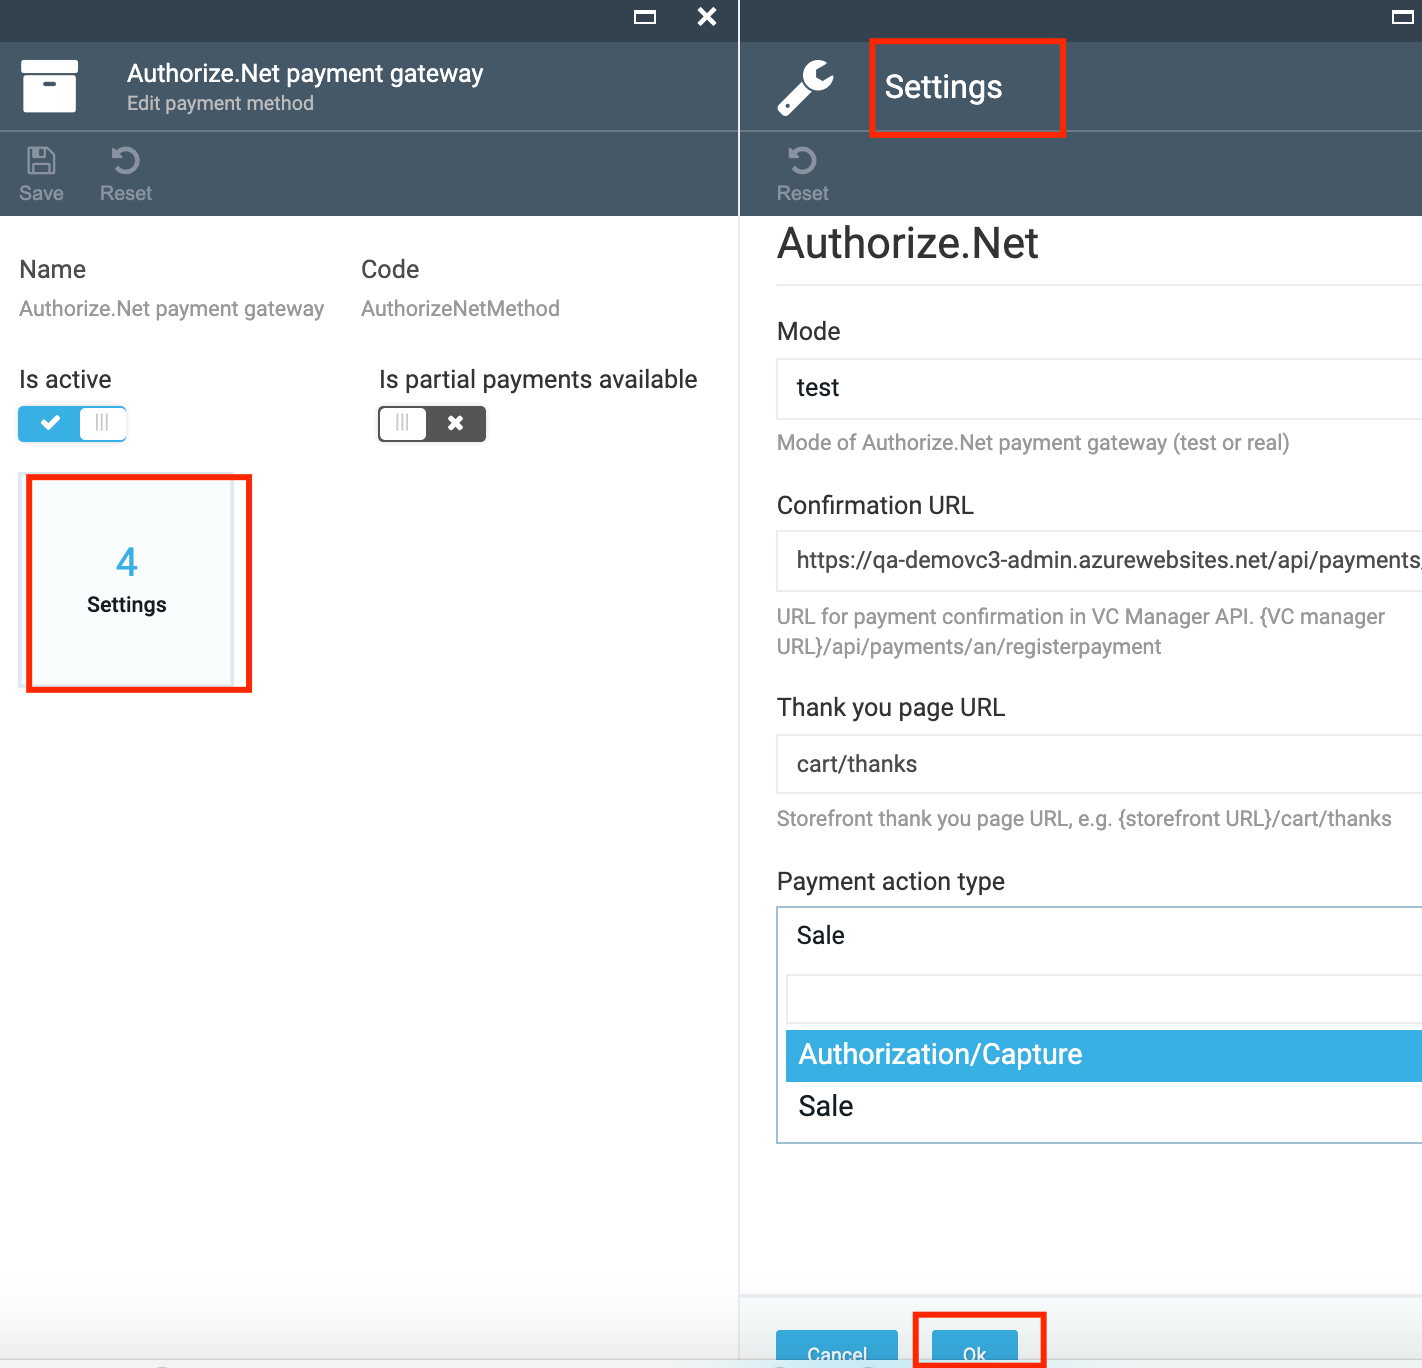 Authorize.Net payment gateway
Edit payment method
Save
Reset
Name
Code
Authorize.Net payment gateway
AuthorizeNetMethod
Is active
Is partial payments available
4
Settings
Settings
Reset
Authorize.Net
Mode
test
Mode of Authorize.Net payment gateway (test or real)
Confirmation URL
https://qa-demovc3-admin.azurewebsites.net/api/payments/
URL for payment confirmation in VC Manager API. {VC manager
URL}/api/payments/an/registerpayment
Thank you page URL
cart/thanks
Storefront thank you page URL, e.g. {storefront URL}/cart/thanks
Payment action type
Sale
Authorization/Capture
Sale
Cancel
Ok